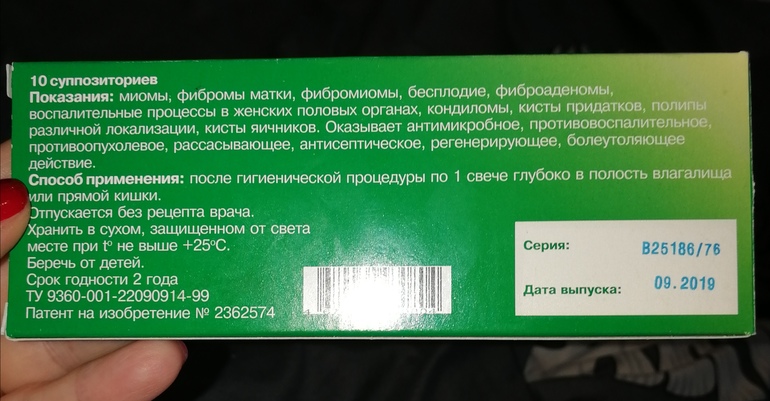 10 суппозиториев
Показания: миомы, фибромы матки, фибромиомы, бесплодие, фиброаденомы,
воспалительные процессы в женских половых органах, кондиломы, кисты придатков, полипы
различной локализации, кисты яичников. Оказывает антимикробное, противовоспалительное,
противоопухолевое, рассасывающее, антисептическое, регенерирующее, болеутоляющее
действие.
Способ применения: после гигиенической процедуры по 1 свече глубоко в полость влагалища
или прямой кишки.
Отпускается без рецепта врача.
Хранить в сухом, защищенном от света
месте при t° не выше +25°С.
Беречь от детей.
Срок годности 2 года
ТУ 9360-001-22090914-99
Патент на изобретение № 2362574
Серия: В25186/76
Дата выпуска: 09.2019